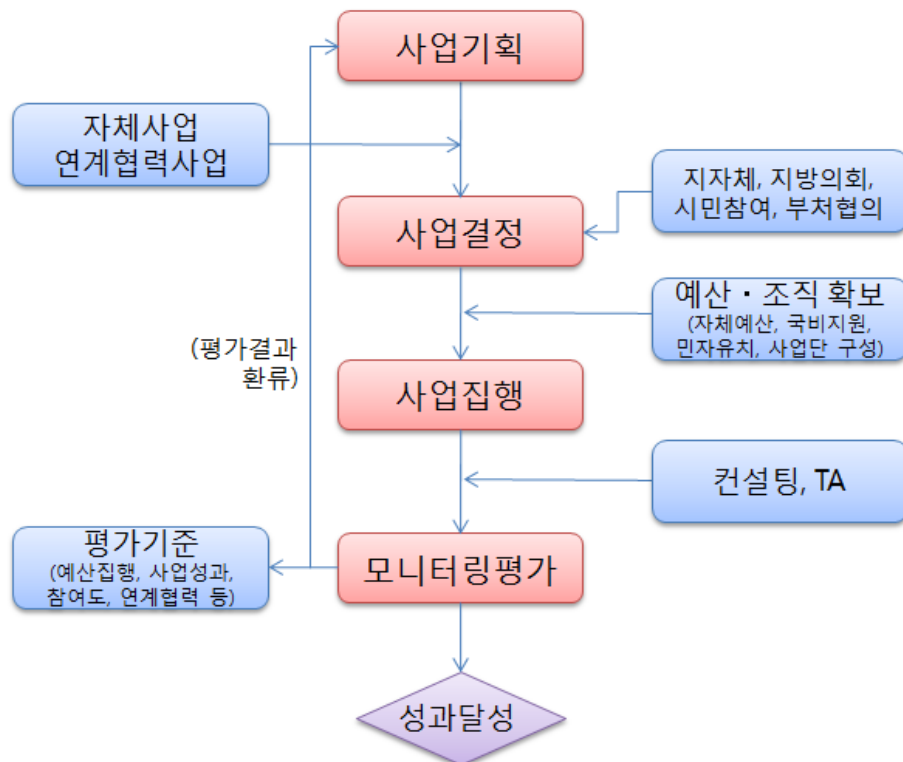 사업기획
자체사업
연계협력사업
지자체, 지방의회,
시민참여, 부처협의
사업결정
예산・조직 확보
(자체예산, 국비지원,
민자유치, 사업단 구성)
(평가결과
환류)
사업집행
컨설팅, TA
평가기준
(예산집행, 사업성과,
참여도, 연계협력 등)
모니터링평가
성과달성